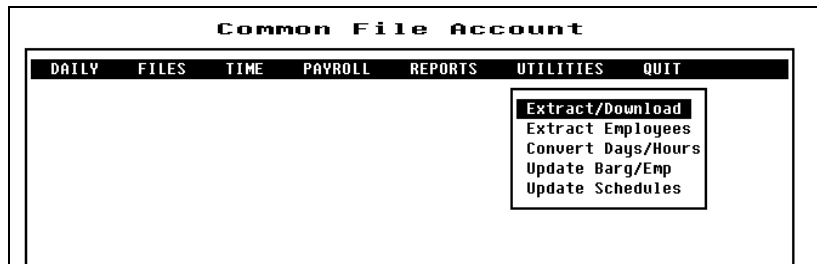 Common File Account
DAILY FILES TIME PAYROLL REPORTS UTILITIES QUIT
Extract/Download
Extract Employees
Convert Days/Hours
Update Barg/Emp
Update Schedules